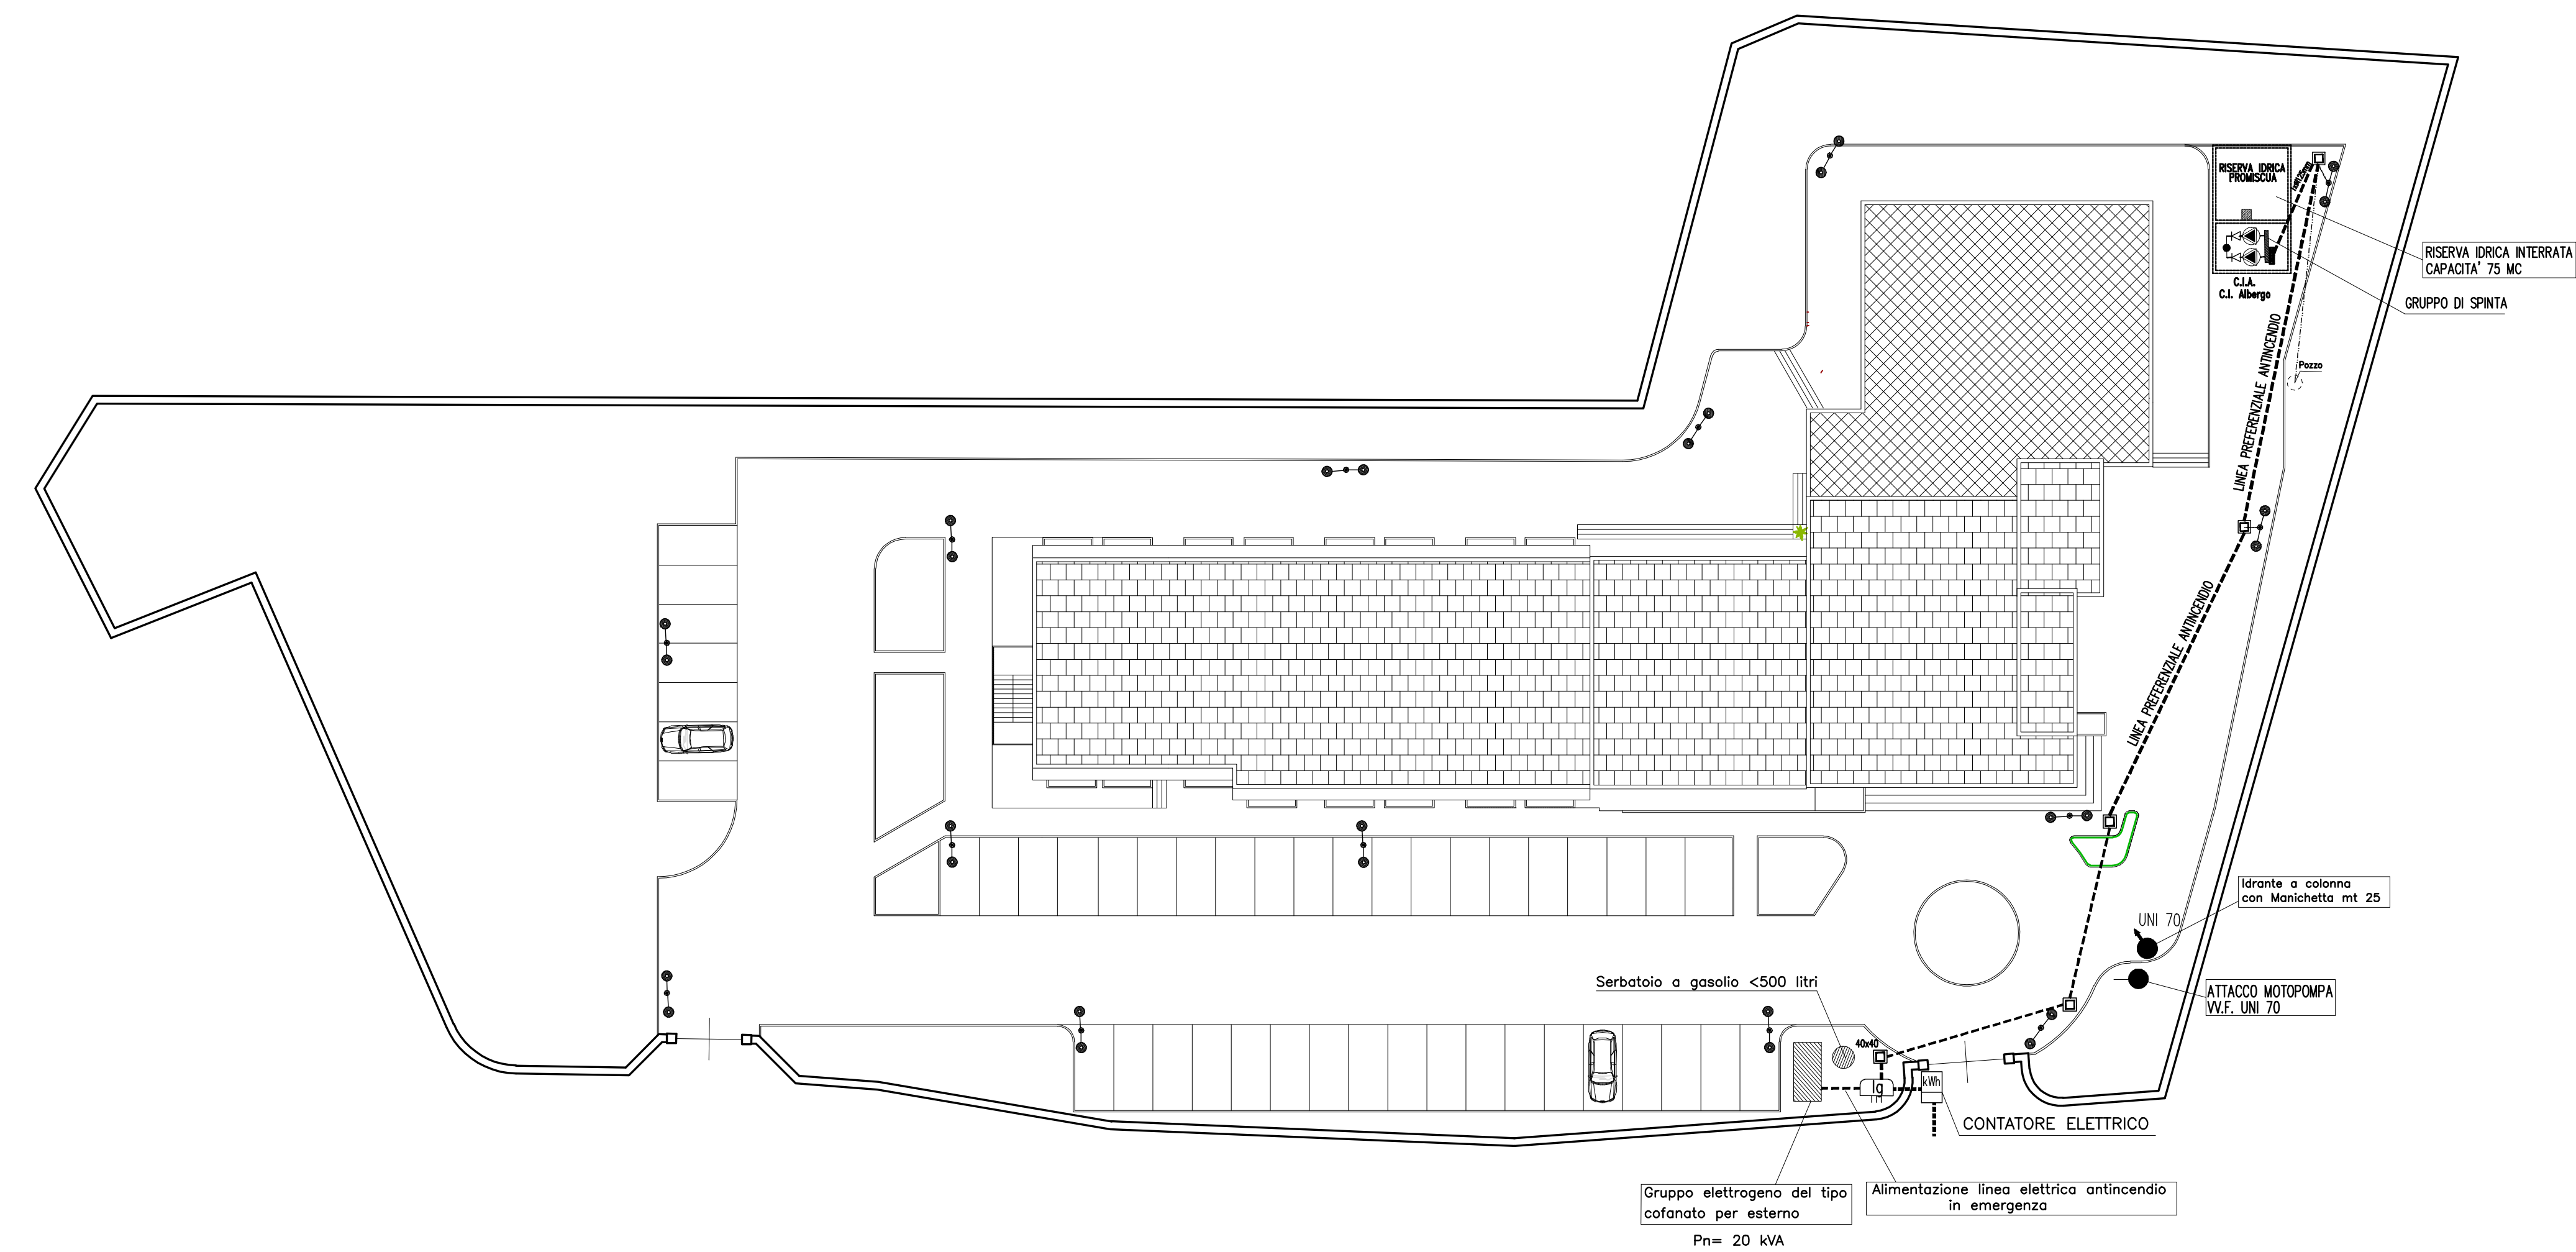 RISERVA IDRICA
PROMISCUA
RISERVA IDRICA INTERRATA
CAPACITA' 75 MC
C.I.A.
C.I. Albergo
GRUPPO DI SPINTA
LINEA PREFERENZIALE ANTINCENDIO
Pozzo
LINEA PREFERENZIALE ANTINCENDIO
Idrante a colonna
con Manichetta mt 25
UNI 70
Serbatoio a gasolio <500 litri
ATTACCO MOTOPOMPA
VV.F. UNI 70
40x40
Ig
kWh
CONTATORE ELETTRICO
Gruppo elettrogeno del tipo
cofanato per esterno
Alimentazione linea elettrica antincendio
in emergenza
Pn= 20 kVA